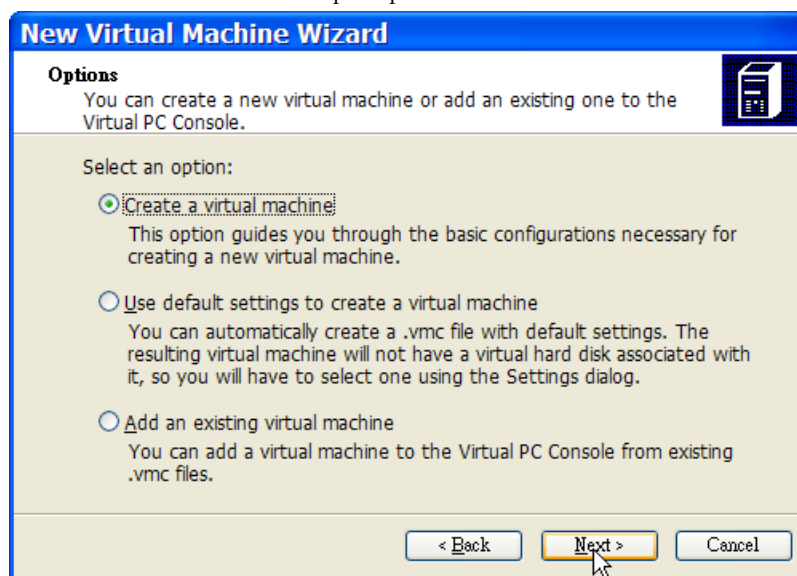 New Virtual Machine Wizard
Options
You can create a new virtual machine or add an existing one to the
Virtual PC Console.
Select an option:
Create a virtual machine
This option guides you through the basic configurations necessary for
creating a new virtual machine.
Use default settings to create a virtual machine
You can automatically create a .vmc file with default settings. The
resulting virtual machine will not have a virtual hard disk associated with
it, so you will have to select one using the Settings dialog.
Add an existing virtual machine
You can add a virtual machine to the Virtual PC Console from existing
.vmc files.
< Back Next > Cancel